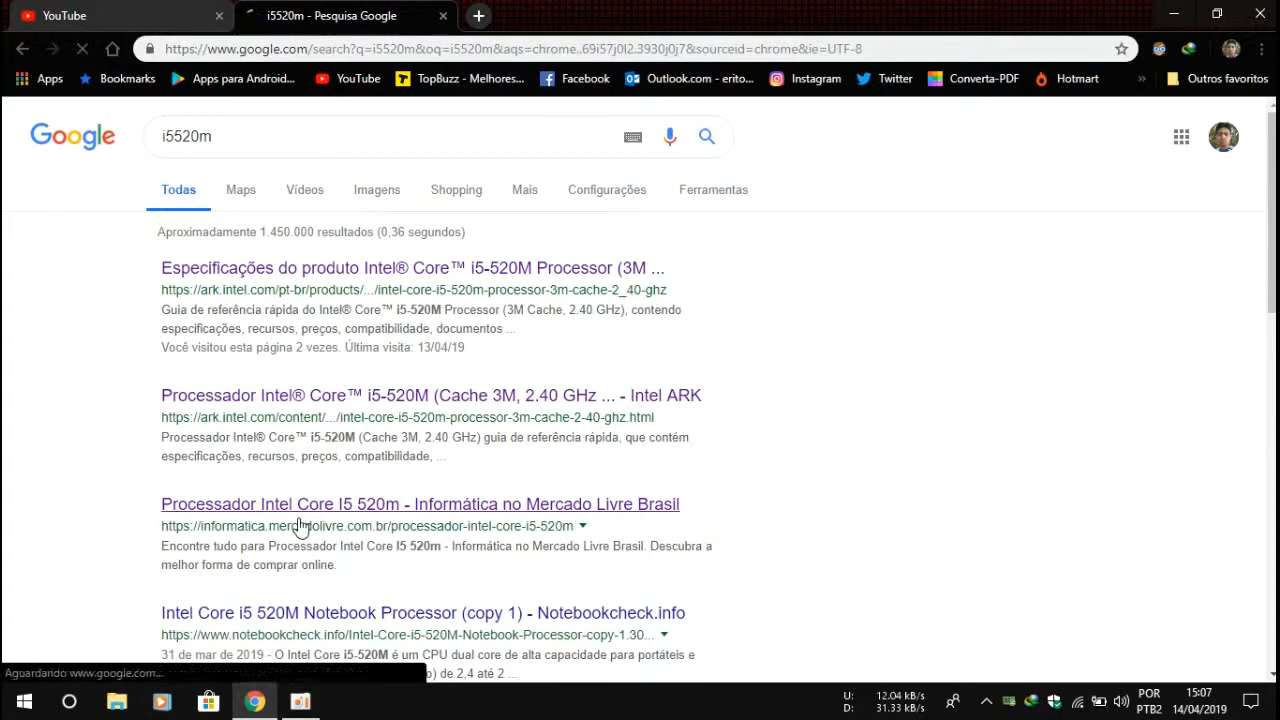 YouTube
i5520m - Pesquisa Google
https://www.google.com/search?q=i5520m&oq=i5520m&aqs=chrome..69i57j0l2.3930j0j7&sourceid=chrome&ie=UTF-8
Apps Bookmarks Apps para Android... YouTube TopBuzz - Melhores... Facebook Outlook.com - erito... Instagram Twitter Converta-PDF Hotmart » Outros favoritos
Google
i5520m
Todas Maps Vídeos Imagens Shopping Mais Configurações Ferramentas
Aproximadamente 1.450.000 resultados (0,36 segundos)
Especificações do produto Intel® Core™ i5-520M Processor (3M ...
https://ark.intel.com/pt-br/products/.../intel-core-i5-520m-processor-3m-cache-2_40-ghz
Guia de referência rápida do Intel® Core™ i5-520M Processor (3M Cache, 2.40 GHz), contendo
especificações, recursos, preços, compatibilidade, documentos ...
Você visitou esta página 2 vezes. Última visita: 13/04/19
Processador Intel® Core™ i5-520M (Cache 3M, 2.40 GHz ... - Intel ARK
https://ark.intel.com/content/.../intel-core-i5-520m-processor-3m-cache-2-40-ghz.html
Processador Intel® Core™ i5-520M (Cache 3M, 2.40 GHz) guia de referência rápida, que contém
especificações, recursos, preços, compatibilidade, ...
Processador Intel Core I5 520m - Informática no Mercado Livre Brasil
https://informatica.mercadolivre.com.br/processador-intel-core-i5-520m
Encontre tudo para Processador Intel Core I5 520m - Informática no Mercado Livre Brasil. Descubra a
melhor forma de comprar online.
Intel Core i5 520M Notebook Processor (copy 1) - Notebookcheck.info
https://www.notebookcheck.info/Intel-Core-i5-520M-Notebook-Processor-copy-1.30...
31 de mar de 2019 - O Intel Core i5-520M é um CPU dual core de alta capacidade para portáteis e
) de 2,4 até 2 ...
Aguardando www.google.com...
U: 12.04 kB/s
D: 31.33 kB/s
POR
PTB2
15:07
14/04/2019